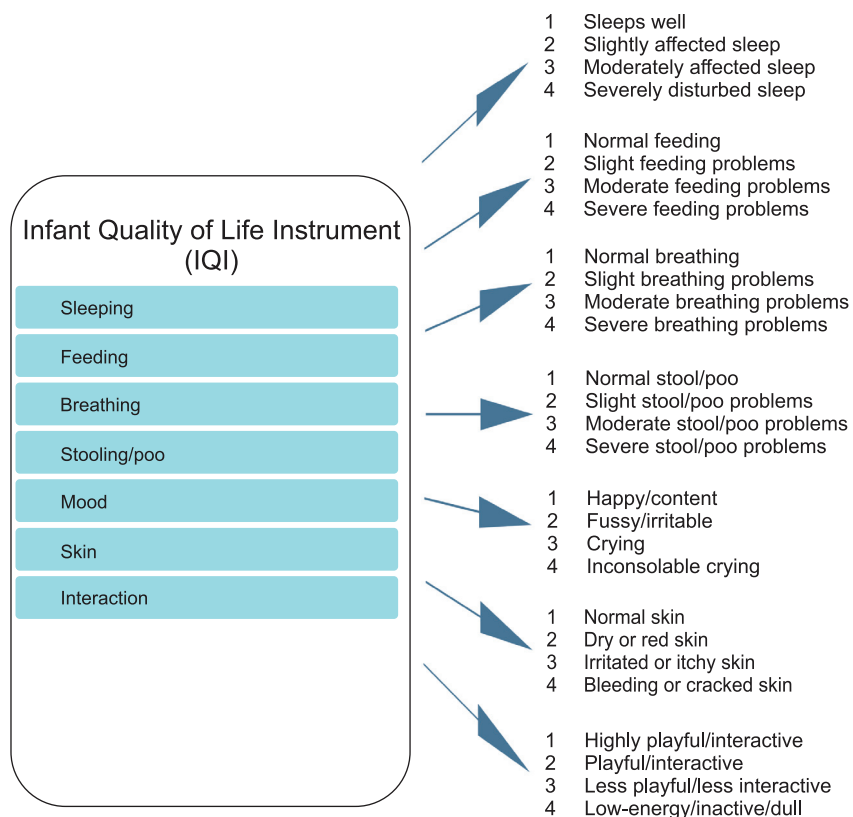 Infant Quality of Life Instrument
(IQI)
Sleeping
Feeding
Breathing
Stooling/poo
Mood
Skin
Interaction
1 Sleeps well
2 Slightly affected sleep
3 Moderately affected sleep
4 Severely disturbed sleep
1 Normal feeding
2 Slight feeding problems
3 Moderate feeding problems
4 Severe feeding problems
1 Normal breathing
2 Slight breathing problems
3 Moderate breathing problems
4 Severe breathing problems
1 Normal stool/poo
2 Slight stool/poo problems
3 Moderate stool/poo problems
4 Severe stool/poo problems
1 Happy/content
2 Fussy/irritable
3 Crying
4 Inconsolable crying
1 Normal skin
2 Dry or red skin
3 Irritated or itchy skin
4 Bleeding or cracked skin
1 Highly playful/interactive
2 Playful/interactive
3 Less playful/less interactive
4 Low-energy/inactive/dull